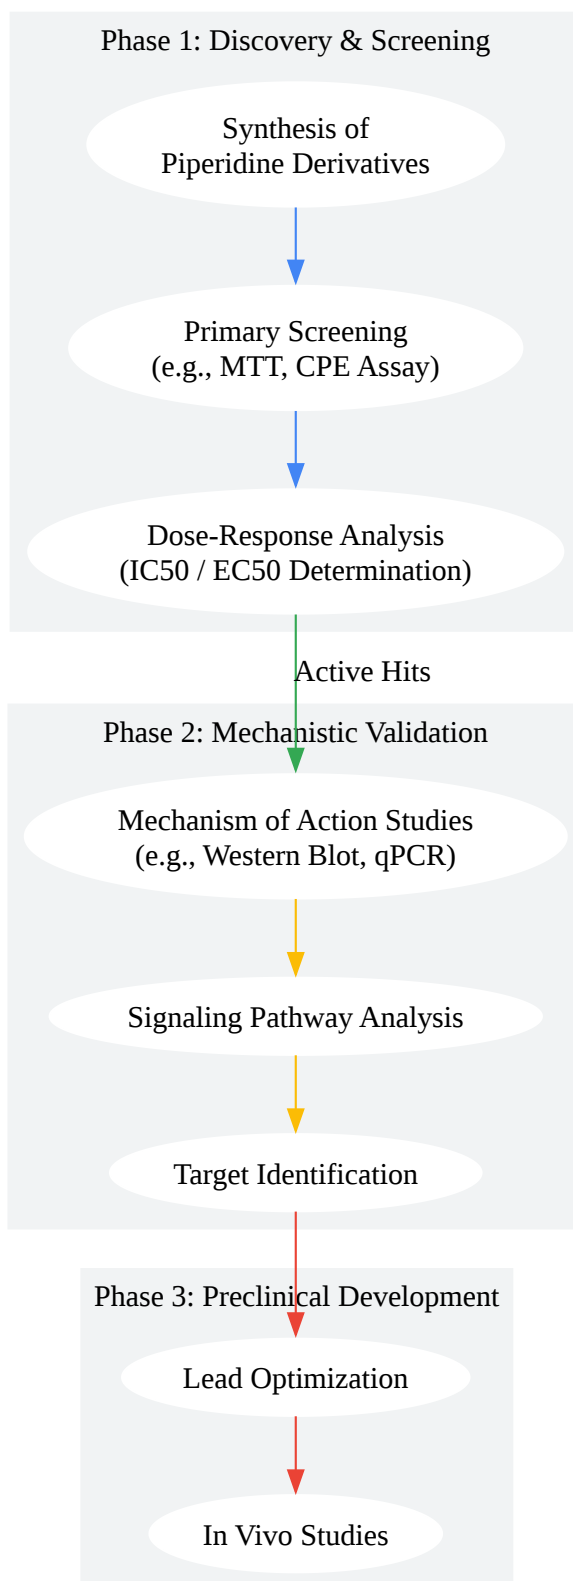 Phase 1: Discovery & Screening
Synthesis of
Piperidine Derivatives
Primary Screening
(e.g., MTT, CPE Assay)
Dose-Response Analysis
(IC50 / EC50 Determination)
Active Hits
Phase 2: Mechanistic Validation
Mechanism of Action Studies
(e.g., Western Blot, qPCR)
Signaling Pathway Analysis
Target Identification
Phase 3: Preclinical Development
Lead Optimization
In Vivo Studies